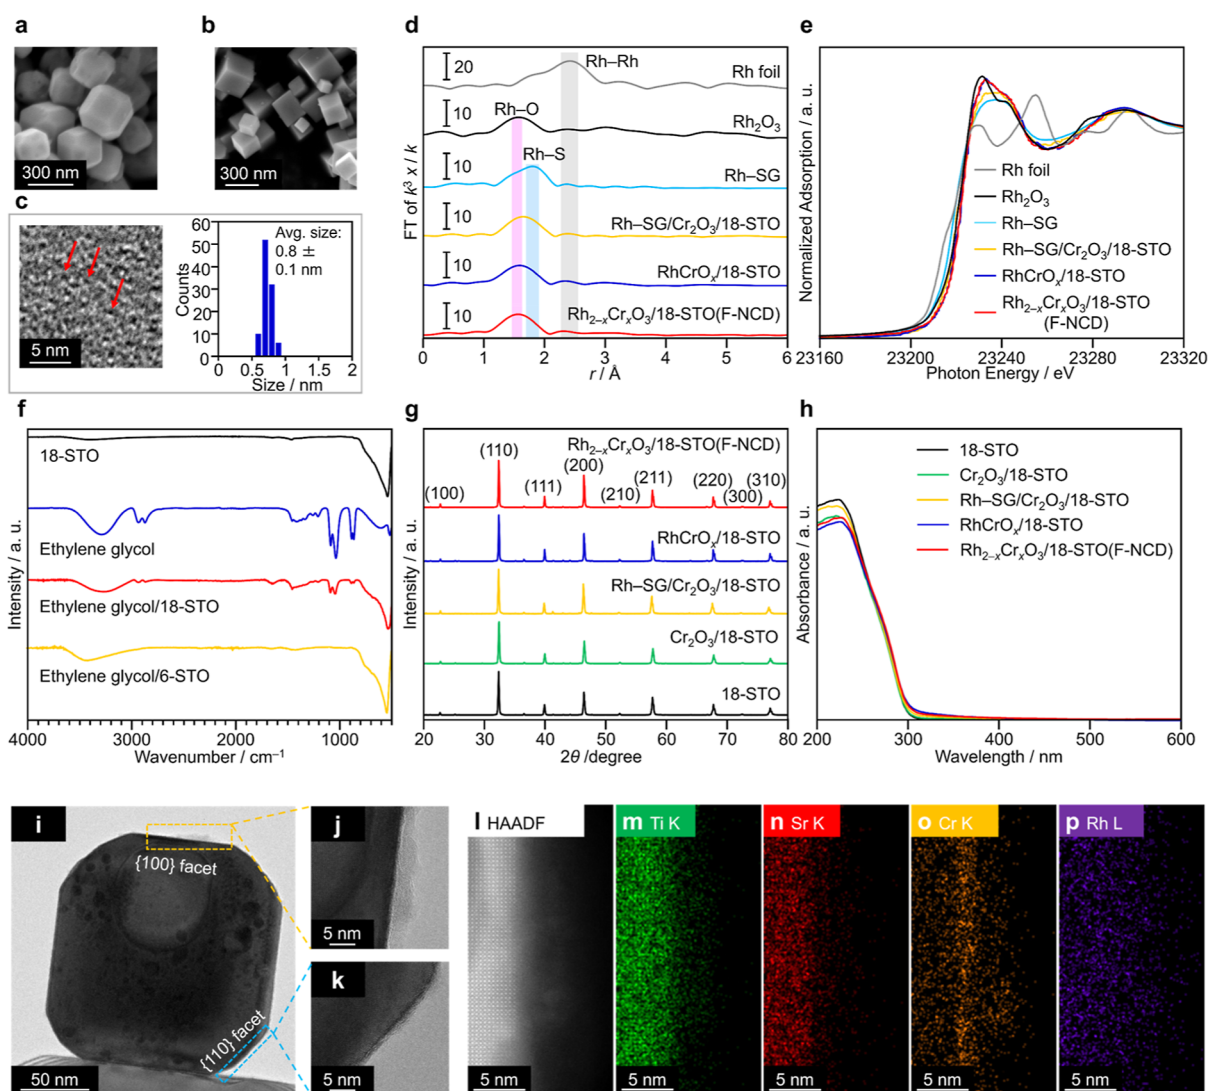 a
300 nm
b
300 nm
c
5 nm
Counts
60
50
40
30
20
10
0
Avg. size:
0.8 ±
0.1 nm
0 0.5 1 1.5 2
Size / nm
d
FT of k³ x / k
20
Rh–Rh
Rh foil
10
Rh–O
Rh₂O₃
10
Rh–S
Rh–SG
10
Rh–SG/Cr₂O₃/18-STO
10
RhCrOₓ/18-STO
10
Rh₂₋ₓCrₓO₃/18-STO(F-NCD)
0 1 2 3 4 5 6
r / Å
e
Normalized Adsorption / a. u.
Rh foil
Rh₂O₃
Rh–SG
Rh–SG/Cr₂O₃/18-STO
RhCrOₓ/18-STO
Rh₂₋ₓCrₓO₃/18-STO
(F-NCD)
23160 23200 23240 23280 23320
Photon Energy / eV
f
Intensity / a. u.
18-STO
Ethylene glycol
Ethylene glycol/18-STO
Ethylene glycol/6-STO
4000 3000 2000 1000
Wavenumber / cm⁻¹
g
Intensity / a. u.
Rh₂₋ₓCrₓO₃/18-STO(F-NCD)
(100) (110) (111) (200) (210) (211) (220) (300) (310)
RhCrOₓ/18-STO
Rh–SG/Cr₂O₃/18-STO
Cr₂O₃/18-STO
18-STO
20 30 40 50 60 70 80
2θ /degree
h
Absorbance / a. u.
18-STO
Cr₂O₃/18-STO
Rh–SG/Cr₂O₃/18-STO
RhCrOₓ/18-STO
Rh₂₋ₓCrₓO₃/18-STO(F-NCD)
200 300 400 500 600
Wavelength / nm
i
{100} facet
{110} facet
50 nm
j
5 nm
k
5 nm
l HAADF
5 nm
m Ti K
5 nm
n Sr K
5 nm
o Cr K
5 nm
p Rh L
5 nm